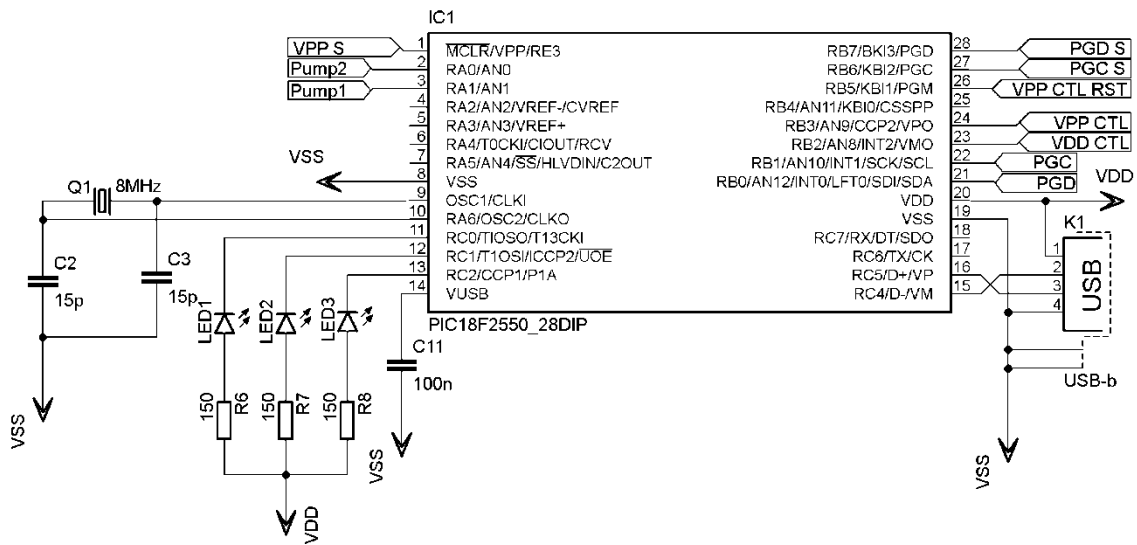 IC1
VPP S 1 MCLR/VPP/RE3 RB7/BKI3/PGD 28 PGD S
Pump2 2 RA0/AN0 RB6/KBI2/PGC 27 PGC S
Pump1 3 RA1/AN1 RB5/KBI1/PGM 26 VPP CTL RST
4 RA2/AN2/VREF-/CVREF RB4/AN11/KBI0/CSSPP 25
5 RA3/AN3/VREF+ RB3/AN9/CCP2/VPO 24 VPP CTL
6 RA4/T0CKI/CIOUT/RCV RB2/AN8/INT2/VMO 23 VDD CTL
VSS 7 RA5/AN4/SS/HLVDIN/C2OUT RB1/AN10/INT1/SCK/SCL 22 PGC
8 VSS RB0/AN12/INT0/LFT0/SDI/SDA 21 PGD VDD
Q1 8MHz 9 OSC1/CLKI VDD 20
10 RA6/OSC2/CLKO VSS 19 K1
11 RC0/TIOSO/T13CKI RC7/RX/DT/SDO 18 1
12 RC1/T1OSI/ICCP2/UOE RC6/TX/CK 17 2
13 RC2/CCP1/P1A RC5/D+/VP 16 3
14 VUSB RC4/D-/VM 15 4
USB
C2 C3
15p 15p
LED1 LED2 LED3
PIC18F2550_28DIP
C11
100n
USB-b
150 R6 150 R7 150 R8
VSS VSS VSS
VDD